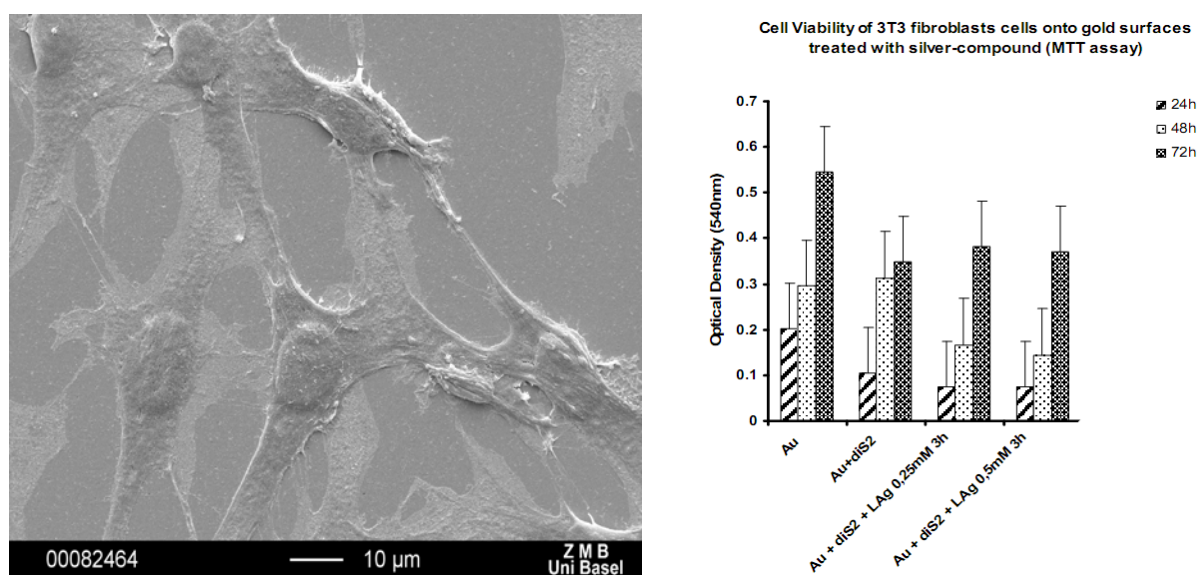 00082464
10 µm
Z M B
Uni Basel
Cell Viability of 3T3 fibroblasts cells onto gold surfaces
treated with silver-compound (MTT assay)
24h
48h
72h
Optical Density (540nm)
0.7
0.6
0.5
0.4
0.3
0.2
0.1
0
Au
Au+diS2
Au + diS2 + LAg 0,25mM 3h
Au + diS2 + LAg 0,5mM 3h